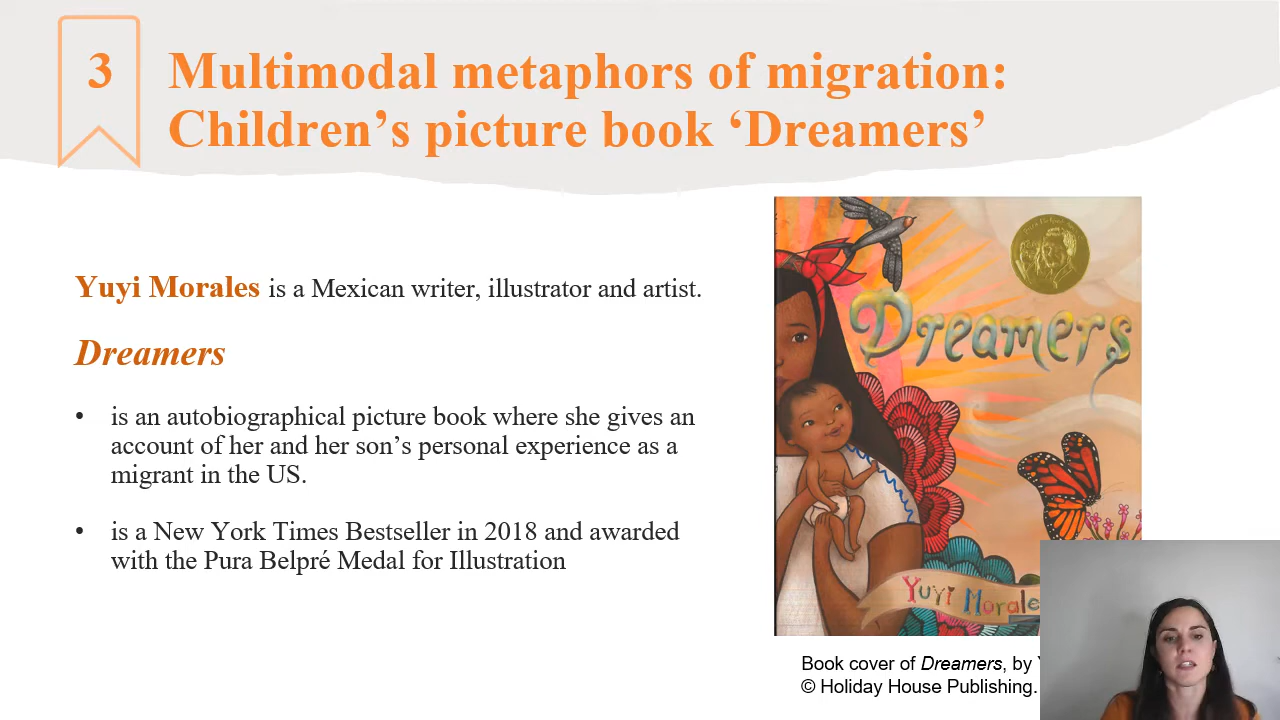 3
Multimodal metaphors of migration:
Children’s picture book ‘Dreamers’
Yuyi Morales is a Mexican writer, illustrator and artist.
Dreamers
• is an autobiographical picture book where she gives an
account of her and her son’s personal experience as a
migrant in the US.
• is a New York Times Bestseller in 2018 and awarded
with the Pura Belpré Medal for Illustration
Dreamers
Yuyi Morales
Book cover of Dreamers, by
© Holiday House Publishing.